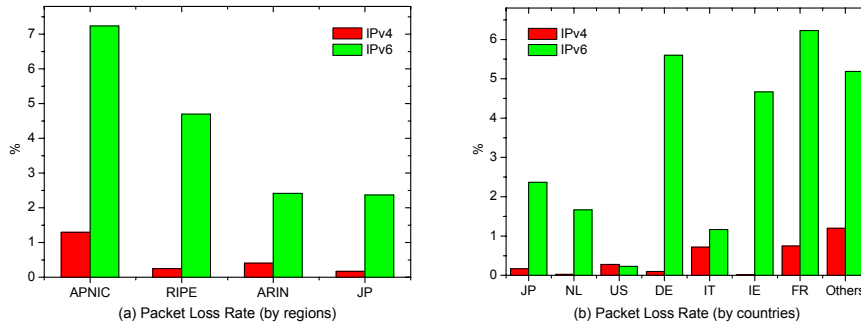 7
6
5
4
3
2
1
0
%
IPv4
IPv6
APNIC RIPE ARIN JP
(a) Packet Loss Rate (by regions)
6
5
4
3
2
1
0
%
IPv4
IPv6
JP NL US DE IT IE FR Others
(b) Packet Loss Rate (by countries)